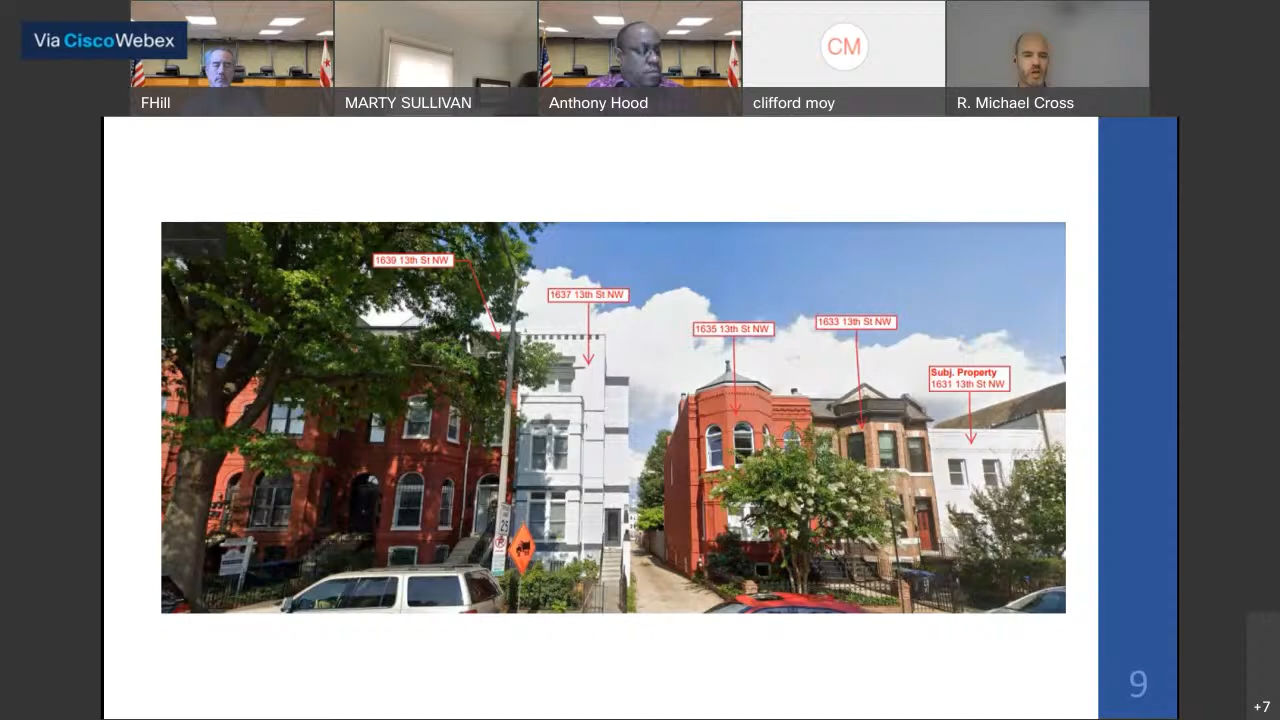 Via CiscoWebex
FHill
MARTY SULLIVAN
Anthony Hood
clifford moy
CM
R. Michael Cross
1639 13th St NW
1637 13th St NW
1635 13th St NW
1633 13th St NW
Subj. Property
1631 13th St NW
25
9
+7